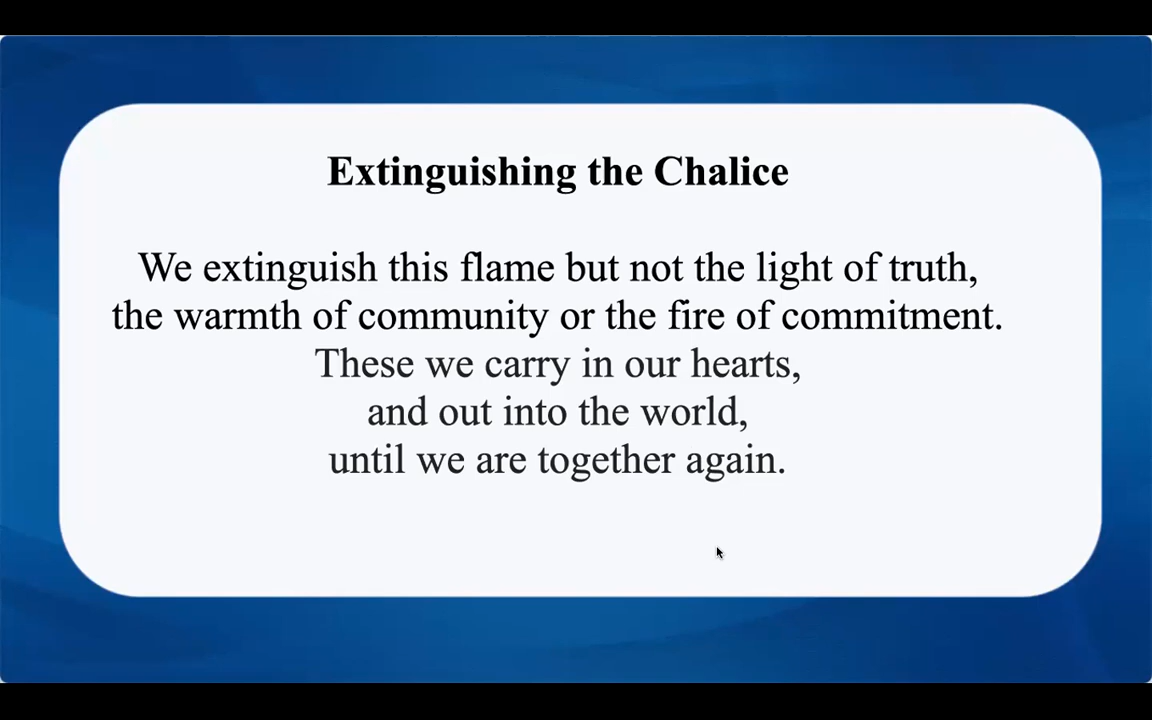 Extinguishing the Chalice
We extinguish this flame but not the light of truth,
the warmth of community or the fire of commitment.
These we carry in our hearts,
and out into the world,
until we are together again.